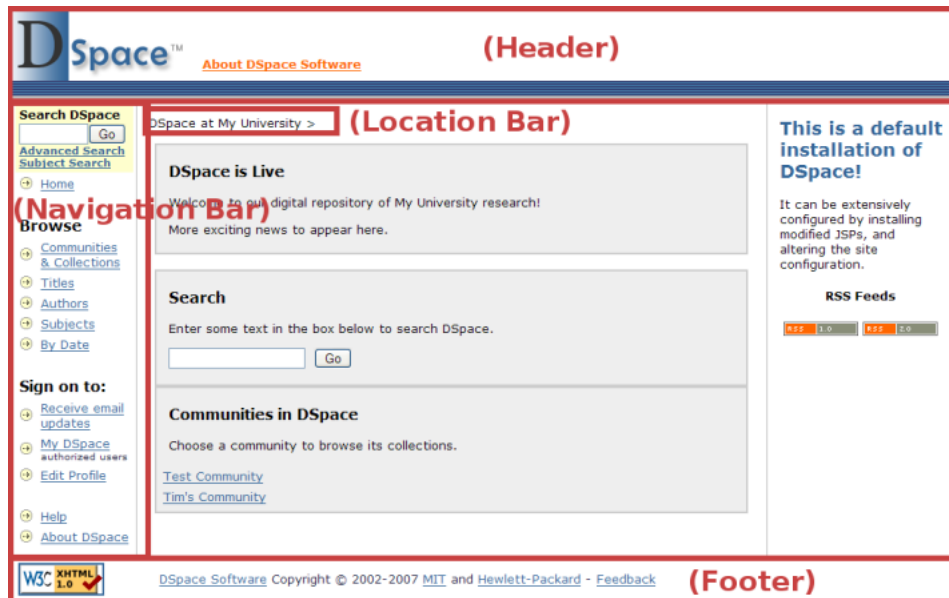 DSpace™
About DSpace Software
(Header)
Search DSpace
Go
Advanced Search
Subject Search
Home
(Navigation Bar)
Browse
Communities
& Collections
Titles
Authors
Subjects
By Date
Sign on to:
Receive email
updates
My DSpace
authorized users
Edit Profile
Help
About DSpace
DSpace at My University >
(Location Bar)
DSpace is Live
Welcome to our digital repository of My University research!
More exciting news to appear here.
Search
Enter some text in the box below to search DSpace.
Go
Communities in DSpace
Choose a community to browse its collections.
Test Community
Tim's Community
This is a default
installation of
DSpace!
It can be extensively
configured by installing
modified JSPs, and
altering the site
configuration.
RSS Feeds
RSS 1.0 RSS 2.0
W3C XHTML 1.0
DSpace Software Copyright © 2002-2007 MIT and Hewlett-Packard - Feedback
(Footer)